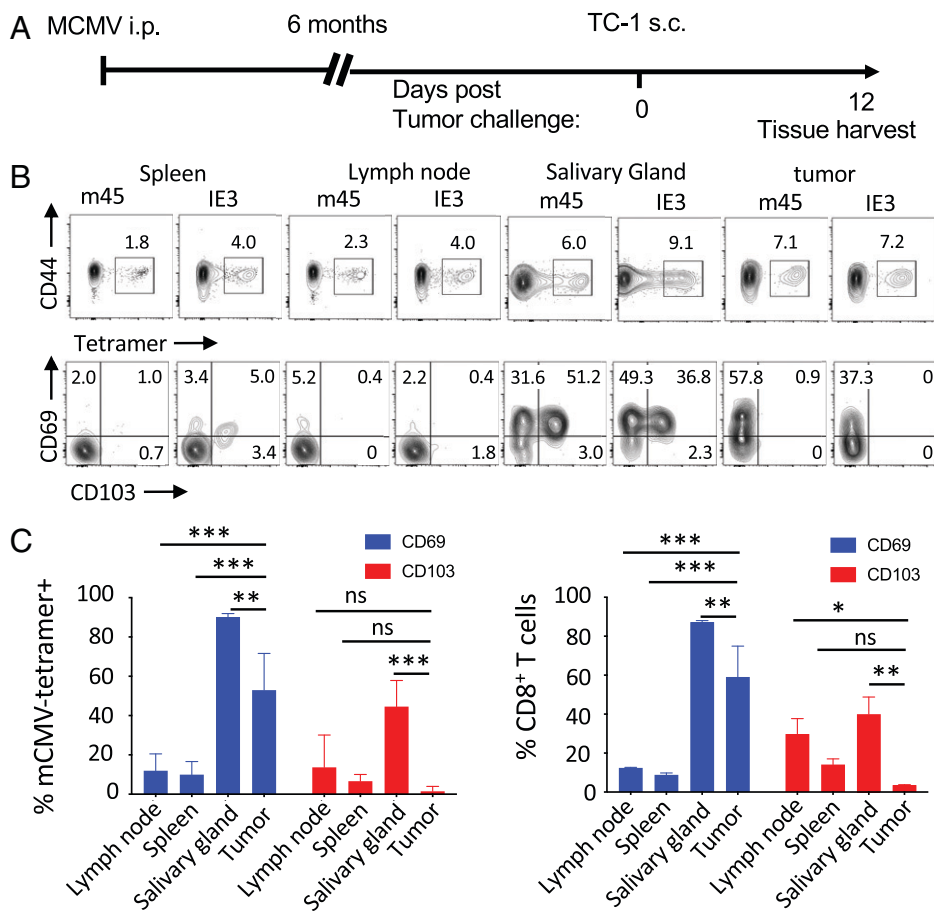 A
MCMV i.p. 6 months TC-1 s.c.
Days post
Tumor challenge: 0 12
Tissue harvest
B
Spleen Lymph node Salivary Gland tumor
m45 IE3 m45 IE3 m45 IE3 m45 IE3
CD44
1.8 4.0 2.3 4.0 6.0 9.1 7.1 7.2
Tetramer
CD69
2.0 1.0 3.4 5.0 5.2 0.4 2.2 0.4 31.6 51.2 49.3 36.8 57.8 0.9 37.3 0
0.7 3.4 0 1.8 3.0 2.3 0 0
CD103
C
*** CD69
*** CD103
** ns
ns
***
% mCMV-tetramer+
100
80
60
40
20
0
Lymph node Spleen Salivary gland Tumor Lymph node Spleen Salivary gland Tumor
*** CD69
*** CD103
** *
ns
**
% CD8+ T cells
100
80
60
40
20
0
Lymph node Spleen Salivary gland Tumor Lymph node Spleen Salivary gland Tumor